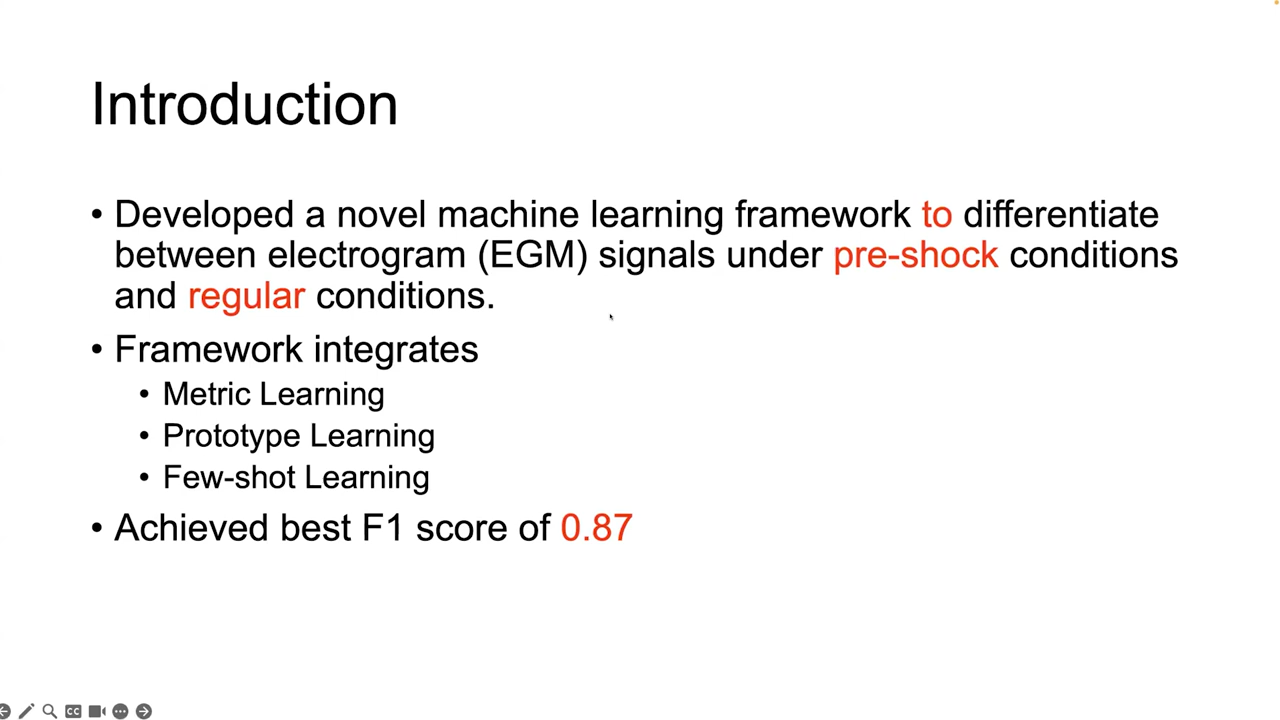 Introduction
• Developed a novel machine learning framework to differentiate
between electrogram (EGM) signals under pre-shock conditions
and regular conditions.
• Framework integrates
• Metric Learning
• Prototype Learning
• Few-shot Learning
• Achieved best F1 score of 0.87
CC